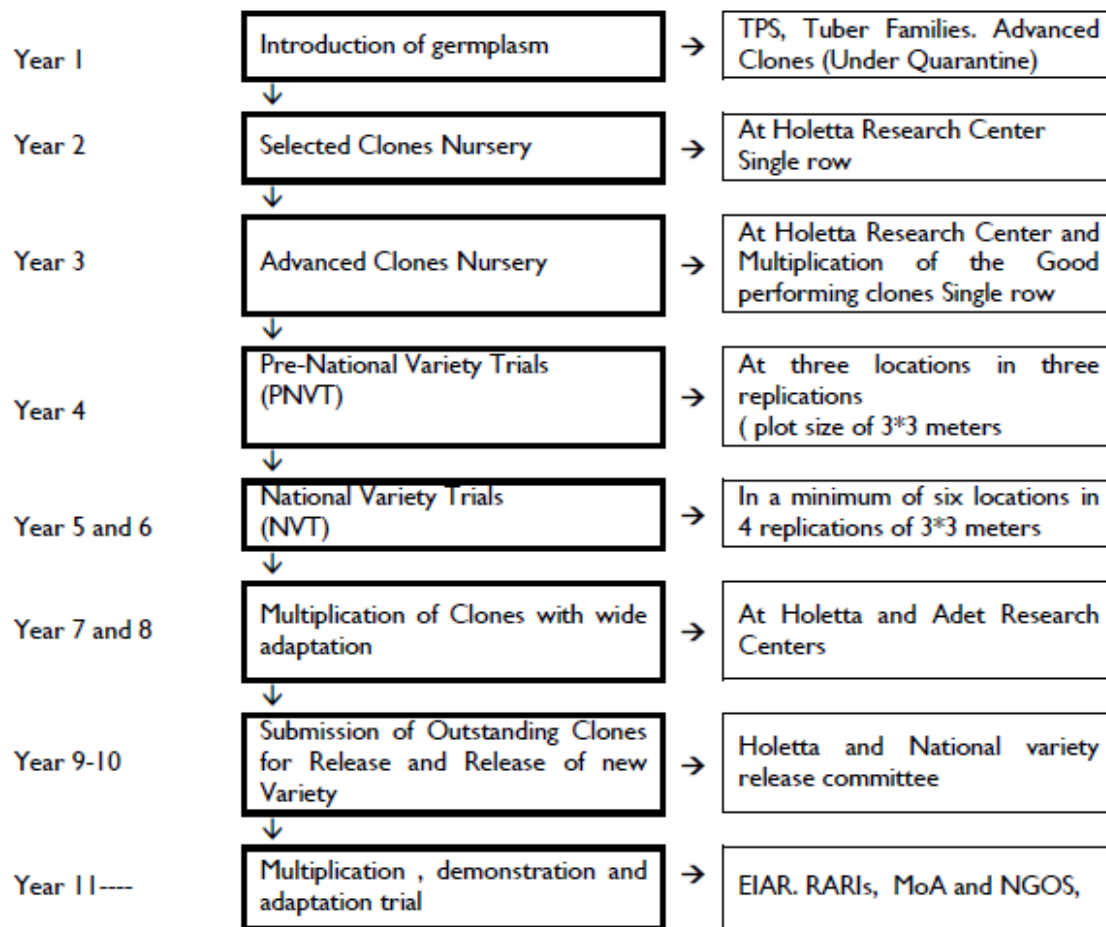 Year 1
Introduction of germplasm
→
TPS, Tuber Families. Advanced
Clones (Under Quarantine)
↓
Year 2
Selected Clones Nursery
→
At Holetta Research Center
Single row
↓
Year 3
Advanced Clones Nursery
→
At Holetta Research Center and
Multiplication of the Good
performing clones Single row
↓
Year 4
Pre-National Variety Trials
(PNVT)
→
At three locations in three
replications
( plot size of 3*3 meters
↓
Year 5 and 6
National Variety Trials
(NVT)
→
In a minimum of six locations in
4 replications of 3*3 meters
↓
Year 7 and 8
Multiplication of Clones with wide
adaptation
→
At Holetta and Adet Research
Centers
↓
Year 9-10
Submission of Outstanding Clones
for Release and Release of new
Variety
→
Holetta and National variety
release committee
↓
Year 11----
Multiplication , demonstration and
adaptation trial
→
EIAR. RARIs, MoA and NGOS,